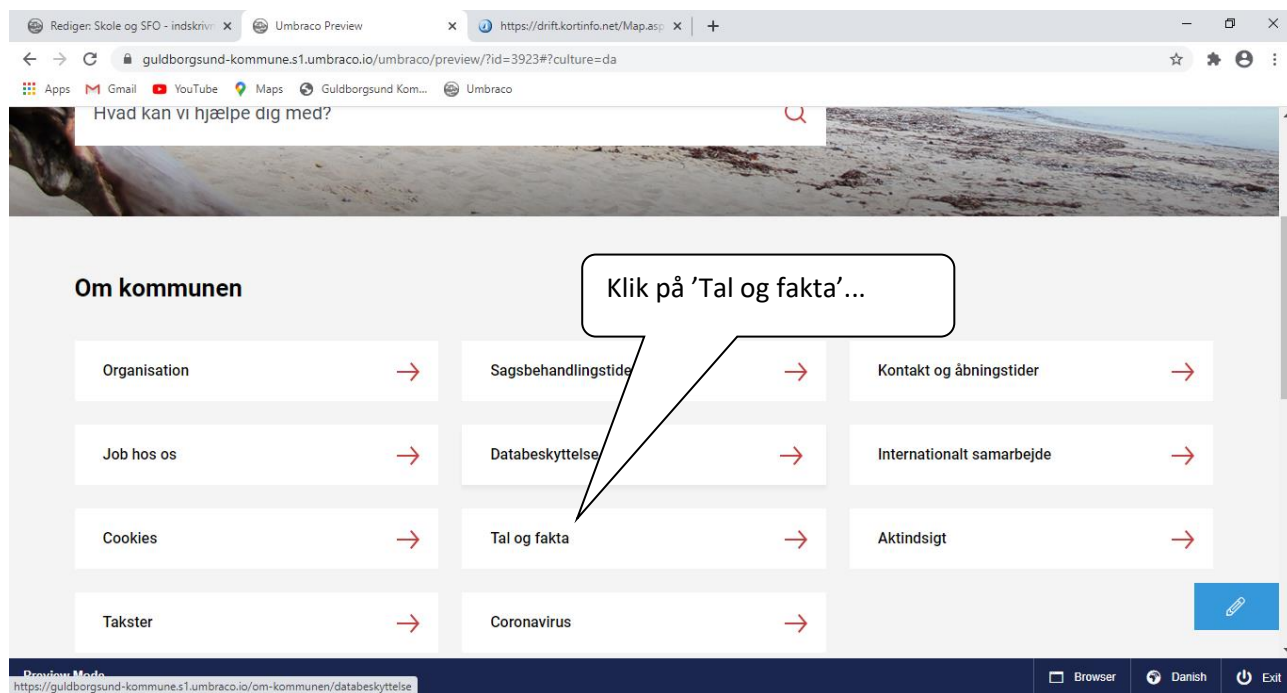 Rediger: Skole og SFO - indskrivn
Umbraco Preview
https://drift.kortinfo.net/Map.asp
guldborgsund-kommune.s1.umbraco.io/umbraco/preview/?id=3923#?culture=da
Apps Gmail YouTube Maps Guldborgsund Kom... Umbraco
Hvad kan vi hjælpe dig med?
Om kommunen
Klik på ’Tal og fakta’...
Organisation
Sagsbehandlingstide
Kontakt og åbningstider
Job hos os
Databeskyttelse
Internationalt samarbejde
Cookies
Tal og fakta
Aktindsigt
Takster
Coronavirus
Preview Mode
https://guldborgsund-kommune.s1.umbraco.io/om-kommunen/databeskyttelse
Browser Danish Exit